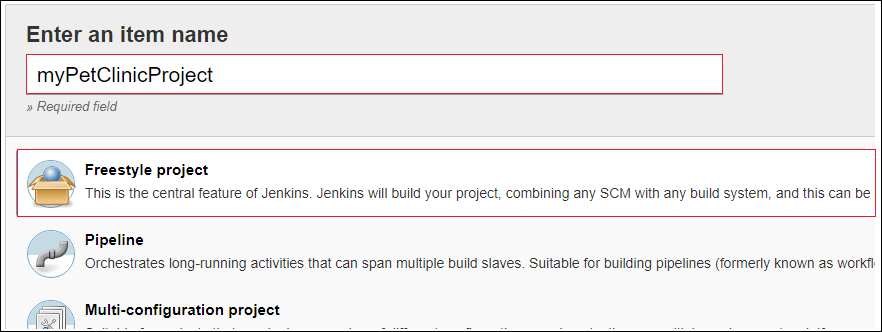 Enter an item name
myPetClinicProject
» Required field
Freestyle project
This is the central feature of Jenkins. Jenkins will build your project, combining any SCM with any build system, and this can be
Pipeline
Orchestrates long-running activities that can span multiple build slaves. Suitable for building pipelines (formerly known as workfl
Multi-configuration project